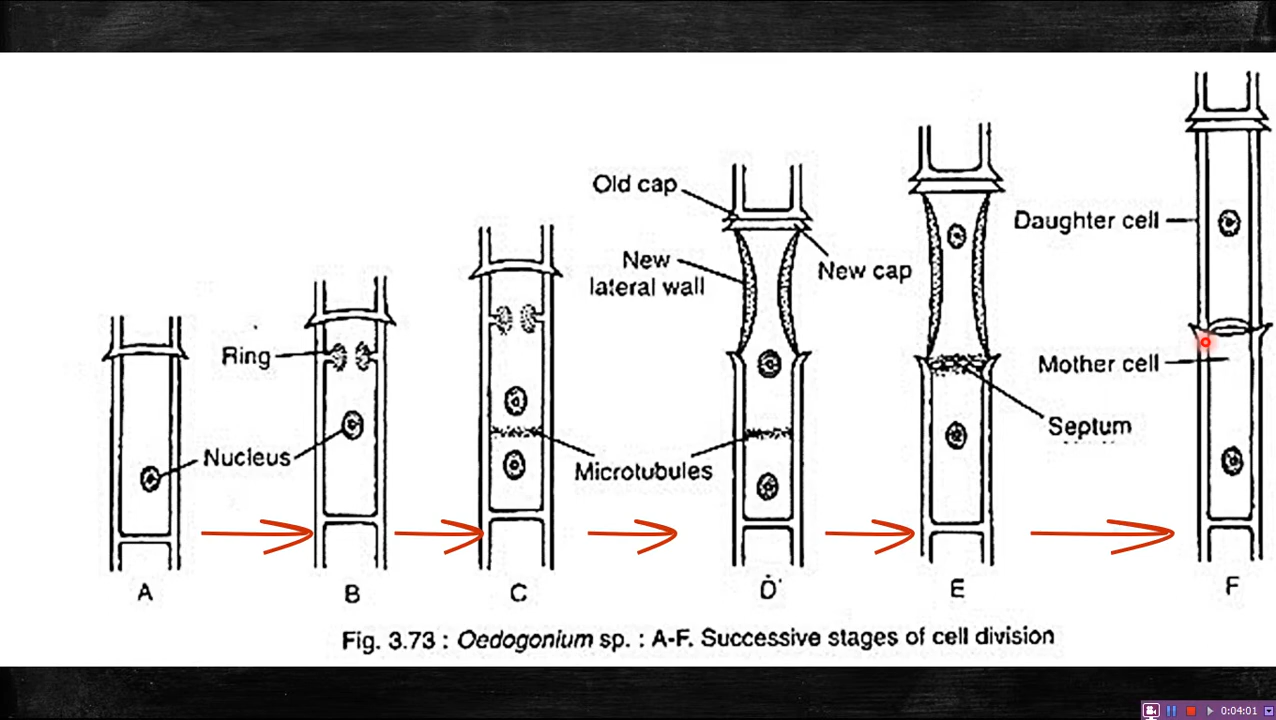 Old cap
New
lateral wall
New cap
Daughter cell
Ring
Mother cell
Nucleus
Septum
Microtubules
A
B
C
D
E
F
Fig. 3.73 : Oedogonium sp. : A-F. Successive stages of cell division
0:04:01